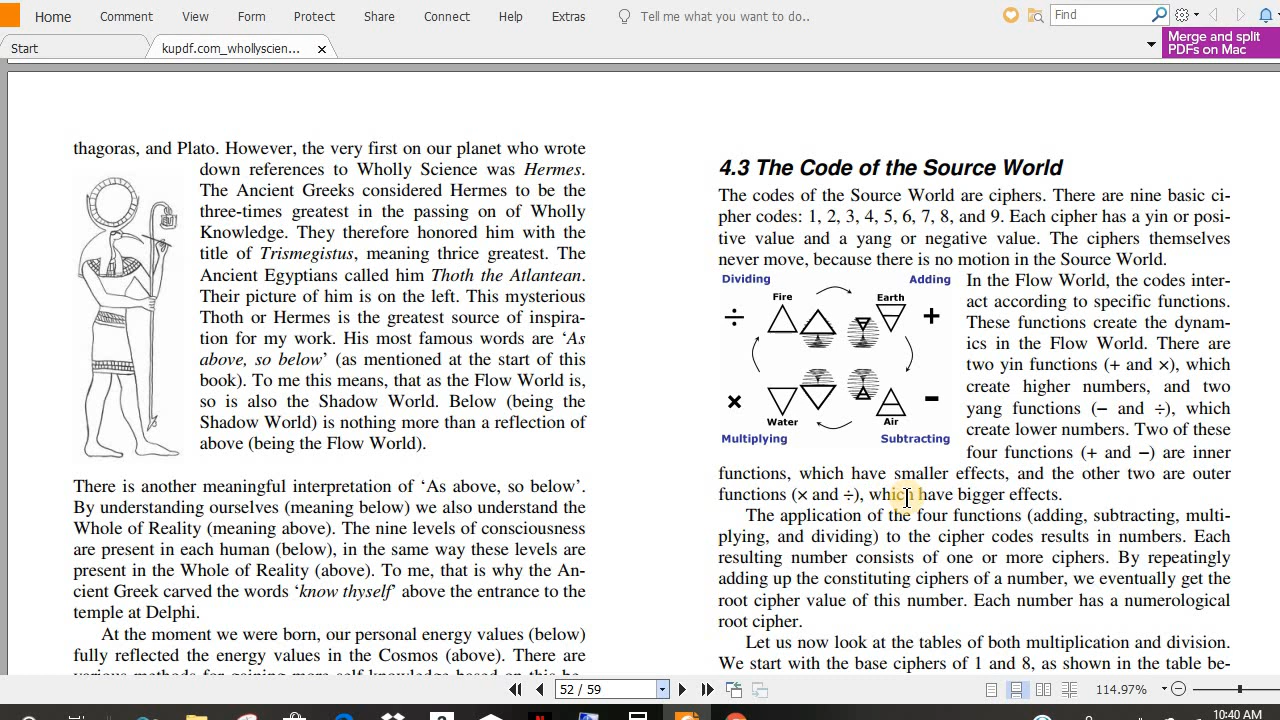 Home Comment View Form Protect Share Connect Help Extras Tell me what you want to do.. Find
Merge and split
PDFs on Mac
Start kupdf.com_whollyscien... ×
thagoras, and Plato. However, the very first on our planet who wrote
down references to Wholly Science was Hermes.
The Ancient Greeks considered Hermes to be the
three-times greatest in the passing on of Wholly
Knowledge. They therefore honored him with the
title of Trismegistus, meaning thrice greatest. The
Ancient Egyptians called him Thoth the Atlantean.
Their picture of him is on the left. This mysterious
Thoth or Hermes is the greatest source of inspira-
tion for my work. His most famous words are ‘As
above, so below’ (as mentioned at the start of this
book). To me this means, that as the Flow World is,
so is also the Shadow World. Below (being the
Shadow World) is nothing more than a reflection of
above (being the Flow World).
There is another meaningful interpretation of ‘As above, so below’.
By understanding ourselves (meaning below) we also understand the
Whole of Reality (meaning above). The nine levels of consciousness
are present in each human (below), in the same way these levels are
present in the Whole of Reality (above). To me, that is why the An-
cient Greek carved the words ‘know thyself’ above the entrance to the
temple at Delphi.
At the moment we were born, our personal energy values (below)
fully reflected the energy values in the Cosmos (above). There are
4.3 The Code of the Source World
The codes of the Source World are ciphers. There are nine basic ci-
pher codes: 1, 2, 3, 4, 5, 6, 7, 8, and 9. Each cipher has a yin or posi-
tive value and a yang or negative value. The ciphers themselves
never move, because there is no motion in the Source World.
Dividing Adding
Fire Earth
÷ +
× −
Water Air
Multiplying Subtracting
In the Flow World, the codes inter-
act according to specific functions.
These functions create the dynam-
ics in the Flow World. There are
two yin functions (+ and ×), which
create higher numbers, and two
yang functions (− and ÷), which
create lower numbers. Two of these
four functions (+ and −) are inner
functions, which have smaller effects, and the other two are outer
functions (× and ÷), which have bigger effects.
The application of the four functions (adding, subtracting, multi-
plying, and dividing) to the cipher codes results in numbers. Each
resulting number consists of one or more ciphers. By repeatingly
adding up the constituting ciphers of a number, we eventually get the
root cipher value of this number. Each number has a numerological
root cipher.
Let us now look at the tables of both multiplication and division.
We start with the base ciphers of 1 and 8, as shown in the table be-
52 / 59 114.97%
10:40 AM